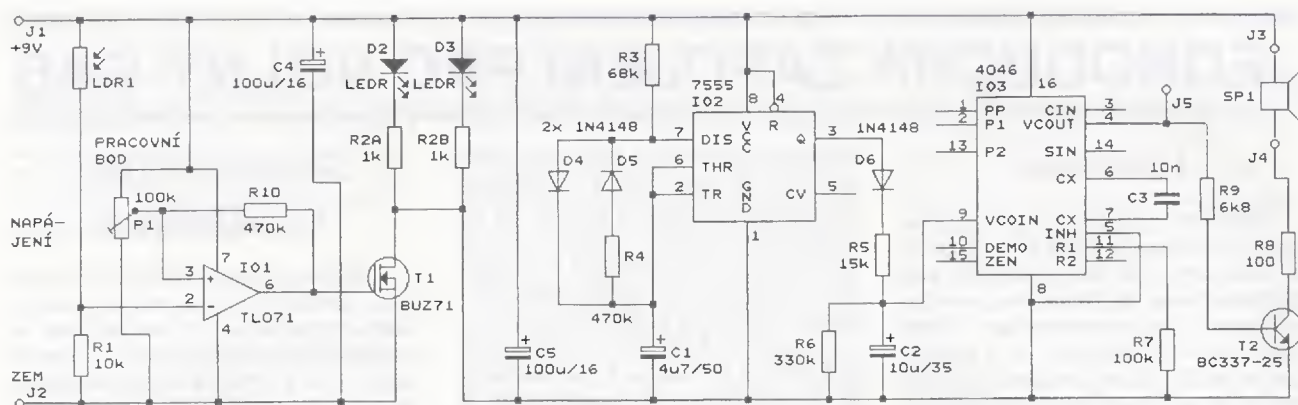 J1
+9V
LDR1
PRACOVNÍ
BOD
100k
P1
R10
470k
NAPÁ-
JENÍ
3
2
7
IO1
6
TL071
4
R1
10k
ZEM
J2
C4
100u/16
D2
LEDR
D3
LEDR
R2A
1k
R2B
1k
T1
BUZ71
C5
100u/16
R3
68k
2x 1N4148
D4
D5
R4
470k
C1
4u7/50
7555
IO2
8
4
VCC
R
7
DIS
Q
3
6
THR
2
TR
GND
CV
5
1
1N4148
D6
R5
15k
R6
330k
C2
10u/35
4046
IO3
16
1
PP
2
P1
13
P2
9
VCOIN
10
DEMO
15
ZEN
CIN
3
VCOUT
4
SIN
14
CX
6
CX
7
INH
5
R1
11
R2
12
8
10n
C3
J5
R9
6k8
R7
100k
J3
SP1
J4
R8
100
T2
BC337-25